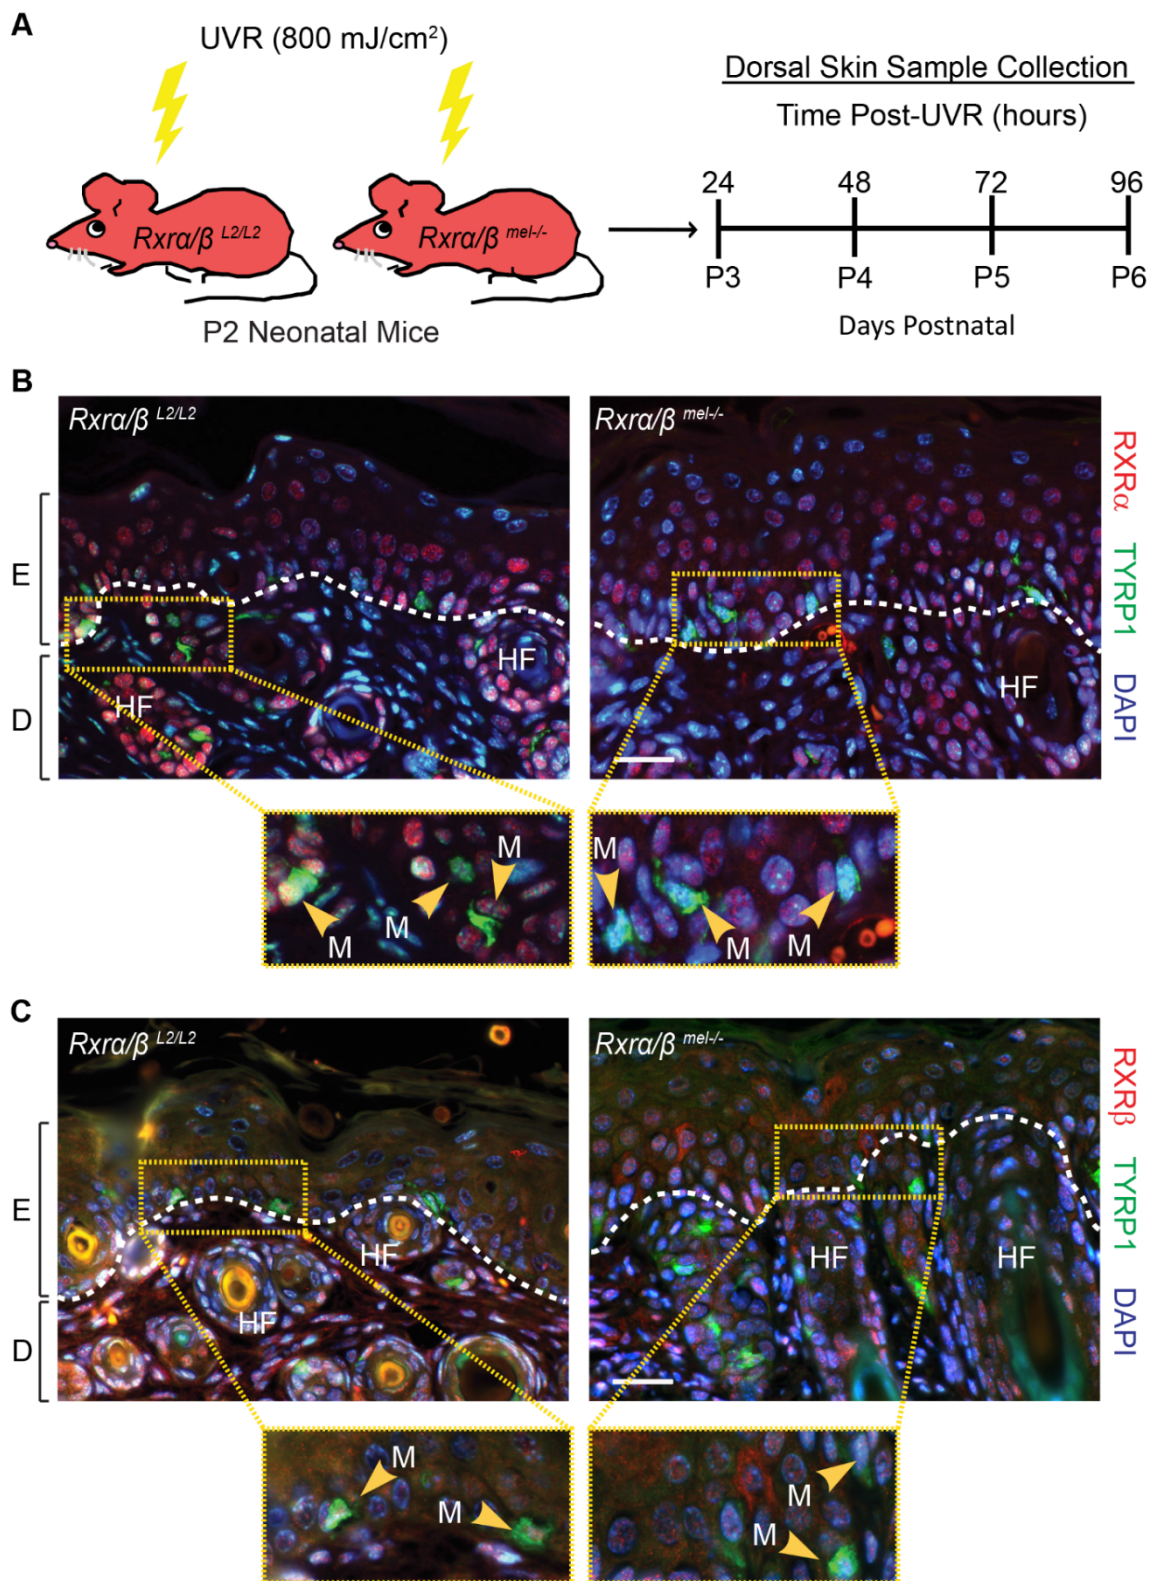 A
UVR (800 mJ/cm²)
Dorsal Skin Sample Collection
Time Post-UVR (hours)
24 48 72 96
Rxrα/β L2/L2
Rxrα/β mel-/-
P3 P4 P5 P6
P2 Neonatal Mice
Days Postnatal
B
Rxrα/β L2/L2
Rxrα/β mel-/-
RXRα TYRP1 DAPI
E
D
HF
HF
HF
M
M
M
M
M
M
C
Rxrα/β L2/L2
Rxrα/β mel-/-
RXRβ TYRP1 DAPI
E
D
HF
HF
HF
HF
M
M
M
M